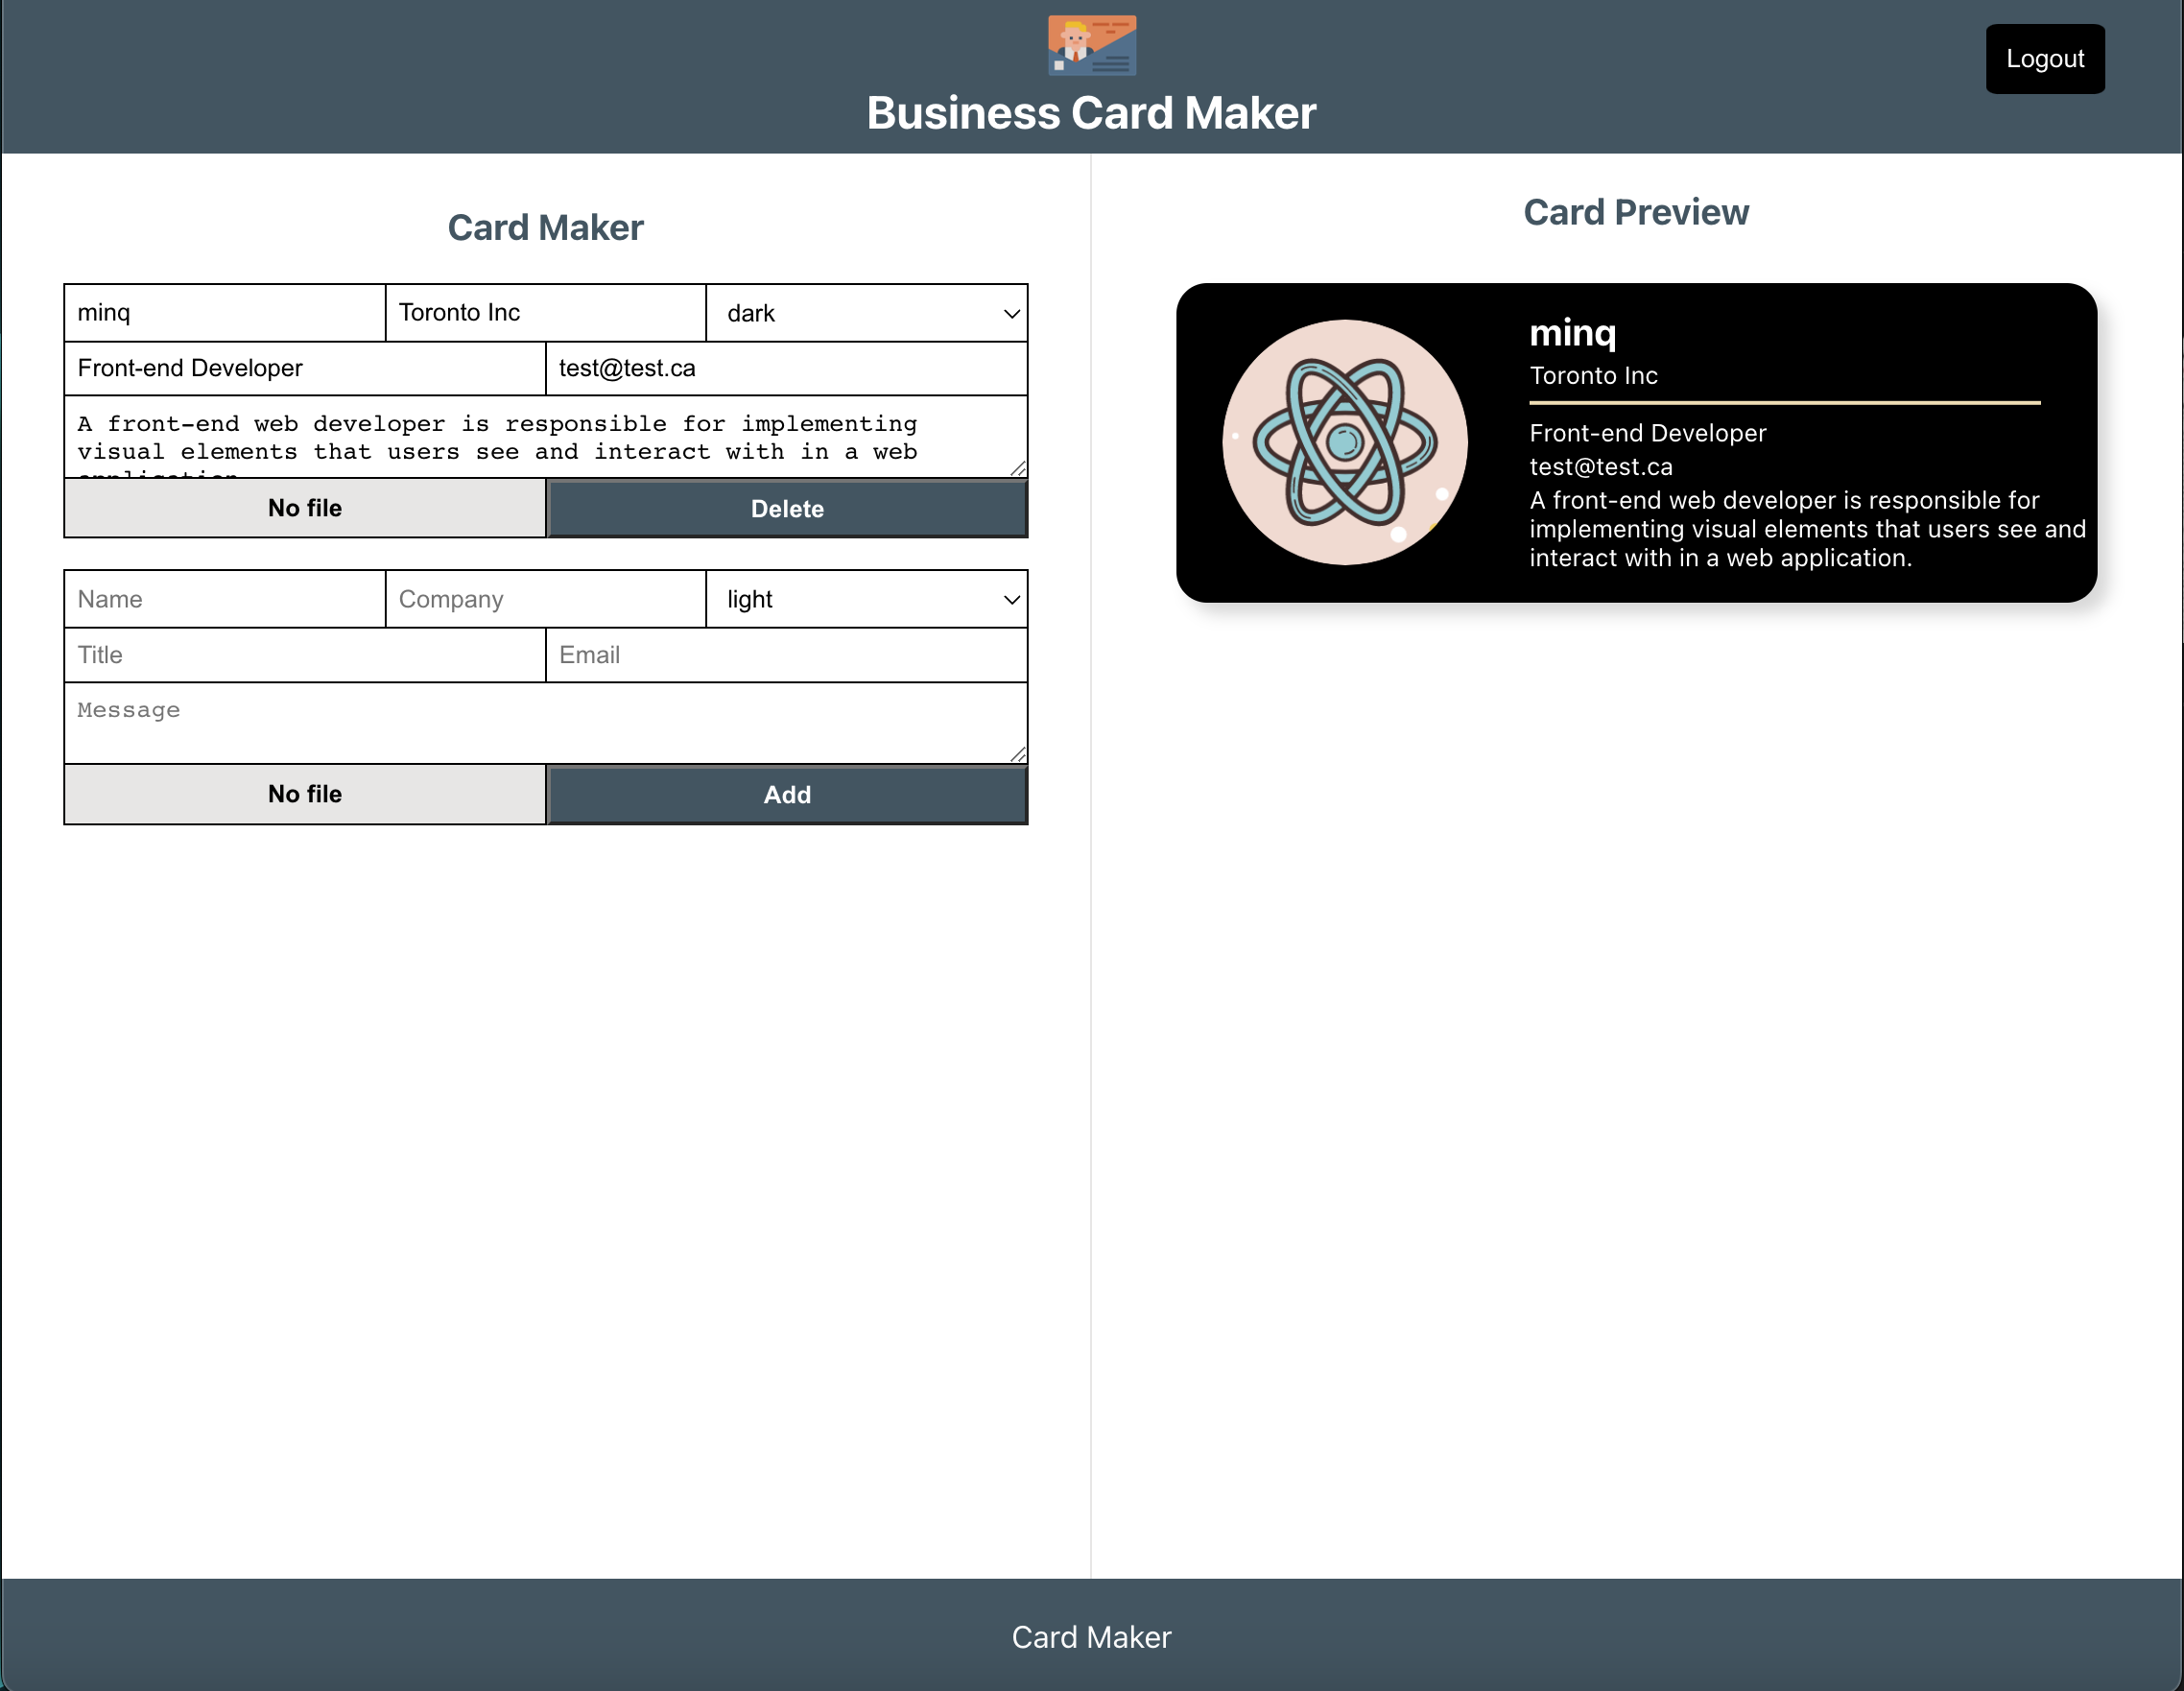 Business Card Maker
Logout
Card Maker
minq
Toronto Inc
dark
Front-end Developer
test@test.ca
A front-end web developer is responsible for implementing
visual elements that users see and interact with in a web
application
No file
Delete
Name
Company
light
Title
Email
Message
No file
Add
Card Preview
minq
Toronto Inc
Front-end Developer
test@test.ca
A front-end web developer is responsible for
implementing visual elements that users see and
interact with in a web application.
Card Maker